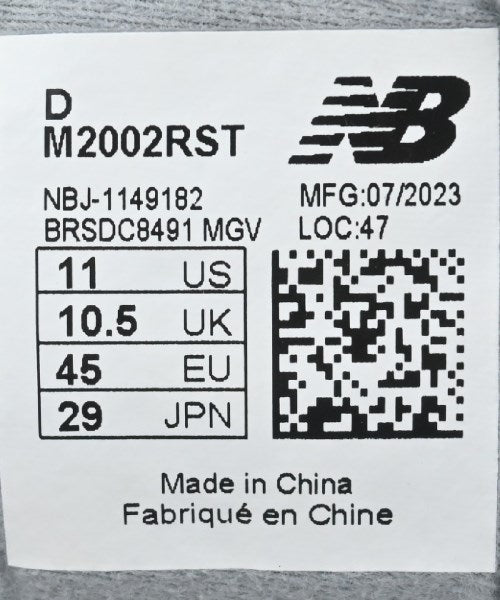 D
M2002RST
NB
NBJ-1149182
MFG:07/2023
BRSDC8491 MGV
LOC:47
11 US
10.5 UK
45 EU
29 JPN
Made in China
Fabriqué en Chine